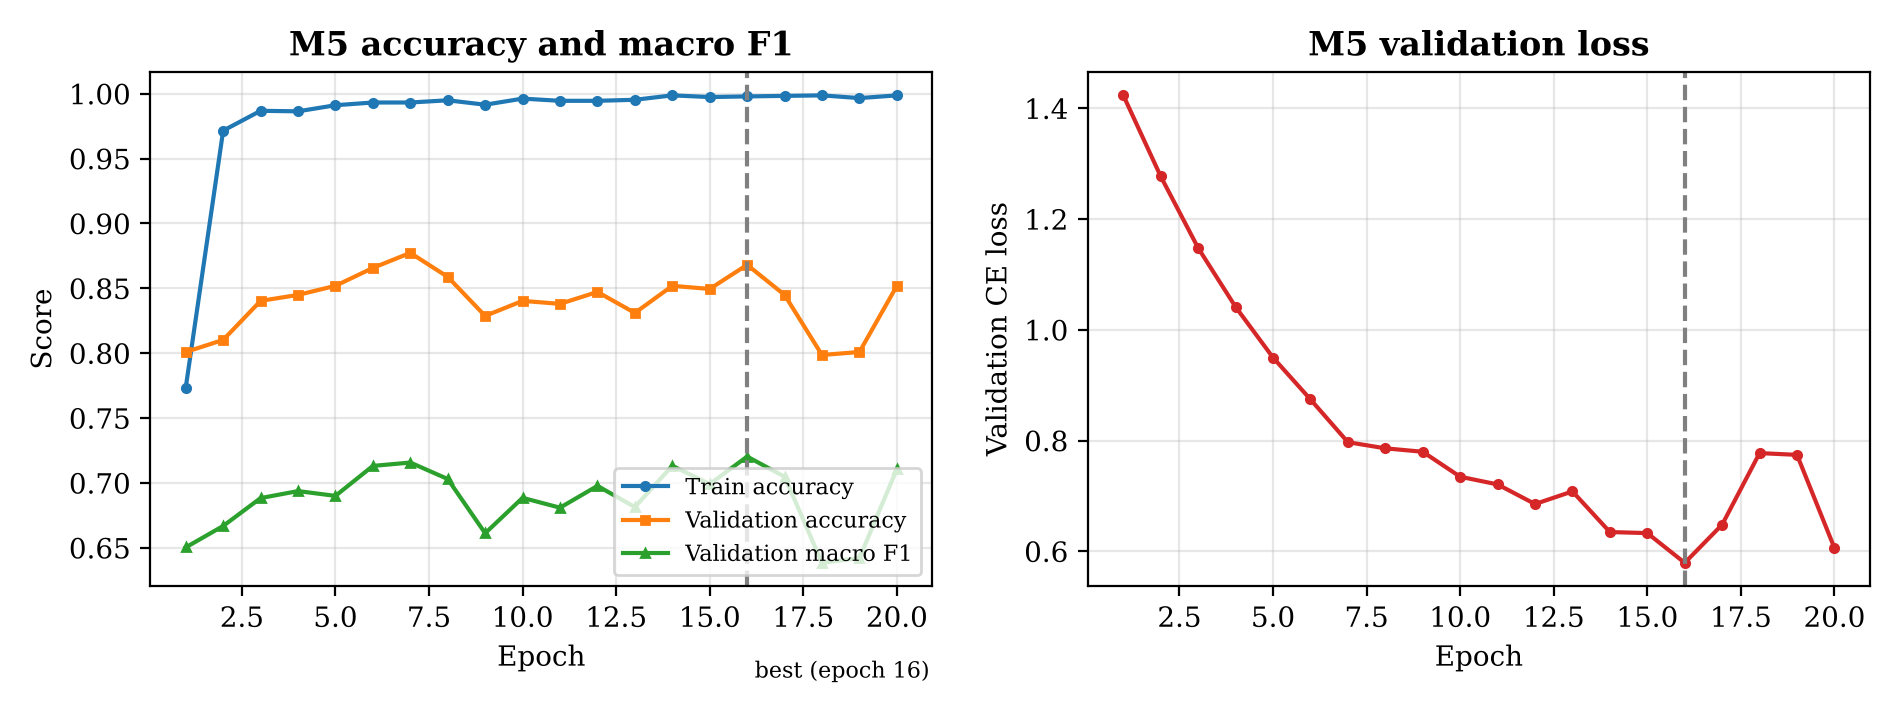 M5 accuracy and macro F1
1.00
0.95
0.90
0.85
0.80
0.75
0.70
0.65
Score
Train accuracy
Validation accuracy
Validation macro F1
2.5 5.0 7.5 10.0 12.5 15.0 17.5 20.0
Epoch
best (epoch 16)
M5 validation loss
1.4
1.2
1.0
0.8
0.6
Validation CE loss
2.5 5.0 7.5 10.0 12.5 15.0 17.5 20.0
Epoch